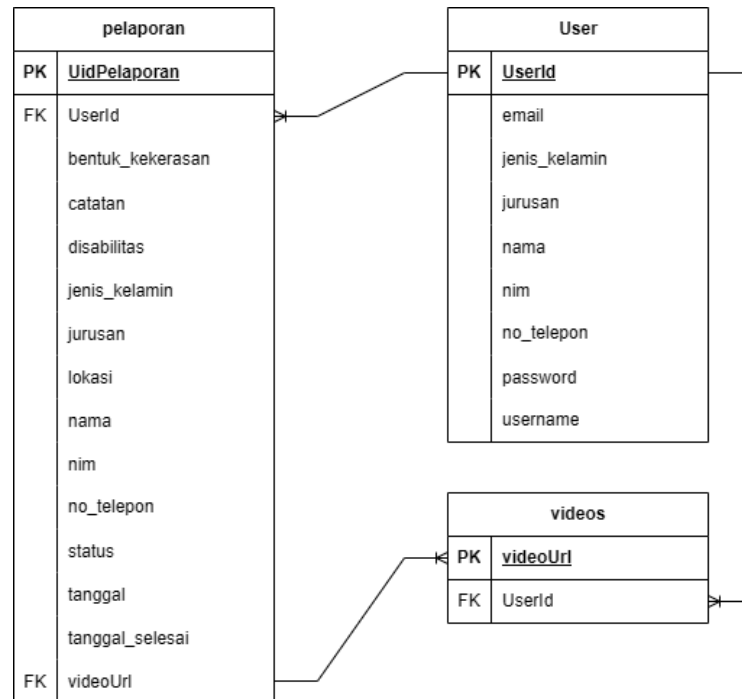 pelaporan
PK UidPelaporan
FK UserId
bentuk_kekerasan
catatan
disabilitas
jenis_kelamin
jurusan
lokasi
nama
nim
no_telepon
status
tanggal
tanggal_selesai
FK videoUrl
User
PK UserId
email
jenis_kelamin
jurusan
nama
nim
no_telepon
password
username
videos
PK videoUrl
FK UserId